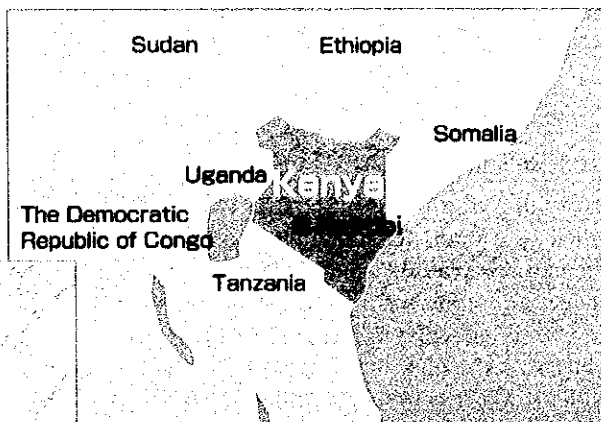 Sudan
Ethiopia
Somalia
Uganda
Kenya
The Democratic
Republic of Congo
Tanzania